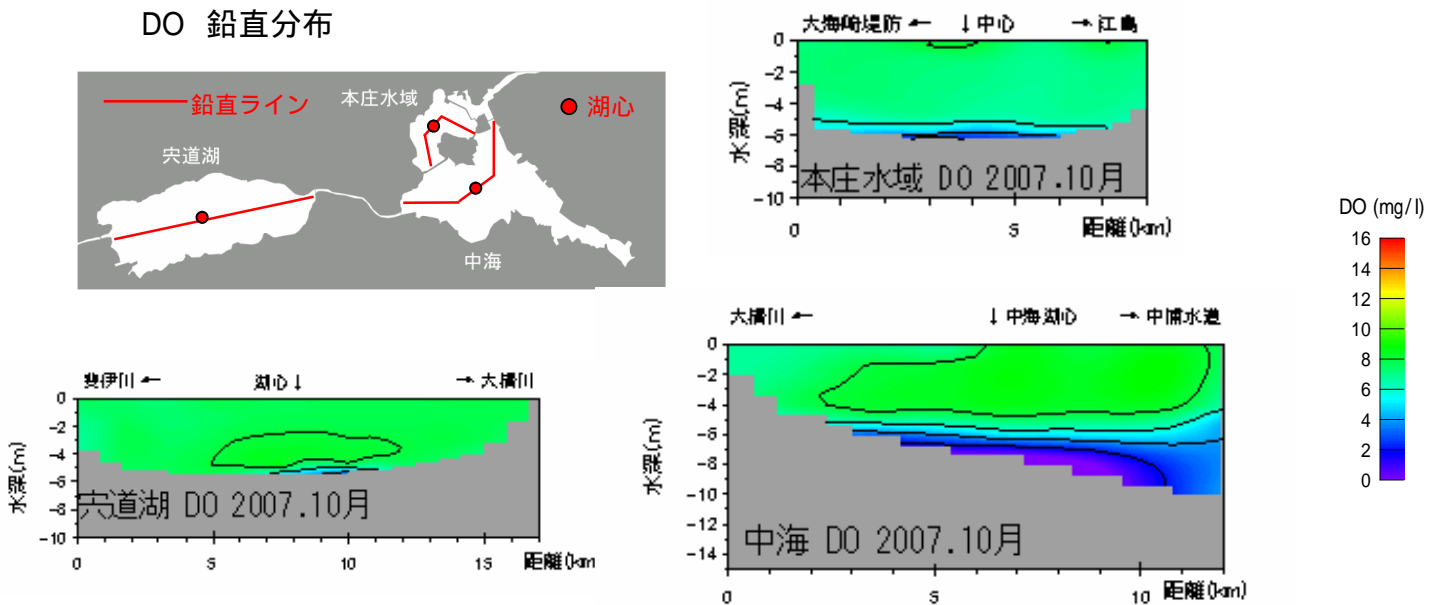 DO 鉛直分布
鉛直ライン
本庄水域
湖心
宍道湖
中海
大海崎堤防 ← ↓中心 → 江島
水深(m)
0
-2
-4
-6
-8
-10
本庄水域 DO 2007.10月
0 5 距離(km)
DO (mg/l)
16
14
12
10
8
6
4
2
0
斐伊川 ← 湖心↓ → 大橋川
水深(m)
0
-2
-4
-6
-8
-10
宍道湖 DO 2007.10月
0 5 10 15 距離(km
大橋川 ← ↓中海湖心 → 中浦水道
水深(m)
0
-2
-4
-6
-8
-10
-12
-14
中海 DO 2007.10月
0 5 10 距離(km)